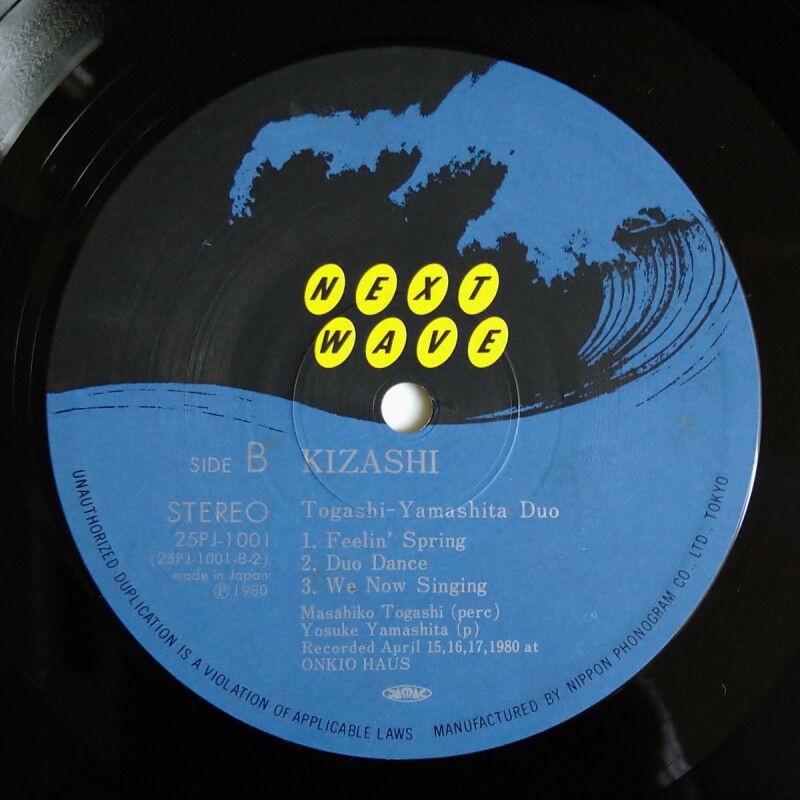 NEXT
WAVE
SIDE B
KIZASHI
STEREO
25PJ-1001
(25PJ-1001-B-2)
made in Japan
Ⓟ 1980
Togashi-Yamashita Duo
1. Feelin' Spring
2. Duo Dance
3. We Now Singing
Masahiko Togashi (perc)
Yosuke Yamashita (p)
Recorded April 15,16,17,1980 at
ONKIO HAUS
JASRAC
UNAUTHORIZED DUPLICATION IS A VIOLATION OF APPLICABLE LAWS
MANUFACTURED BY NIPPON PHONOGRAM CO., LTD. TOKYO